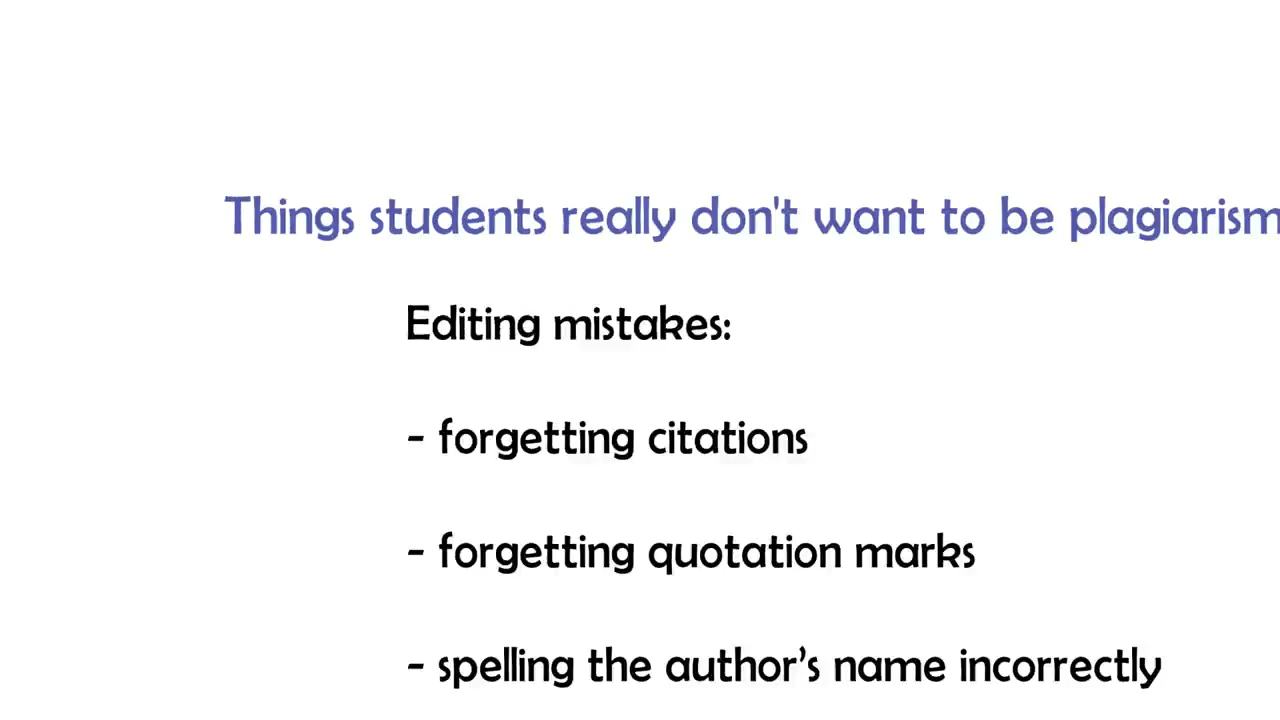 Things students really don't want to be plagiarism
Editing mistakes:
- forgetting citations
- forgetting quotation marks
- spelling the author’s name incorrectly